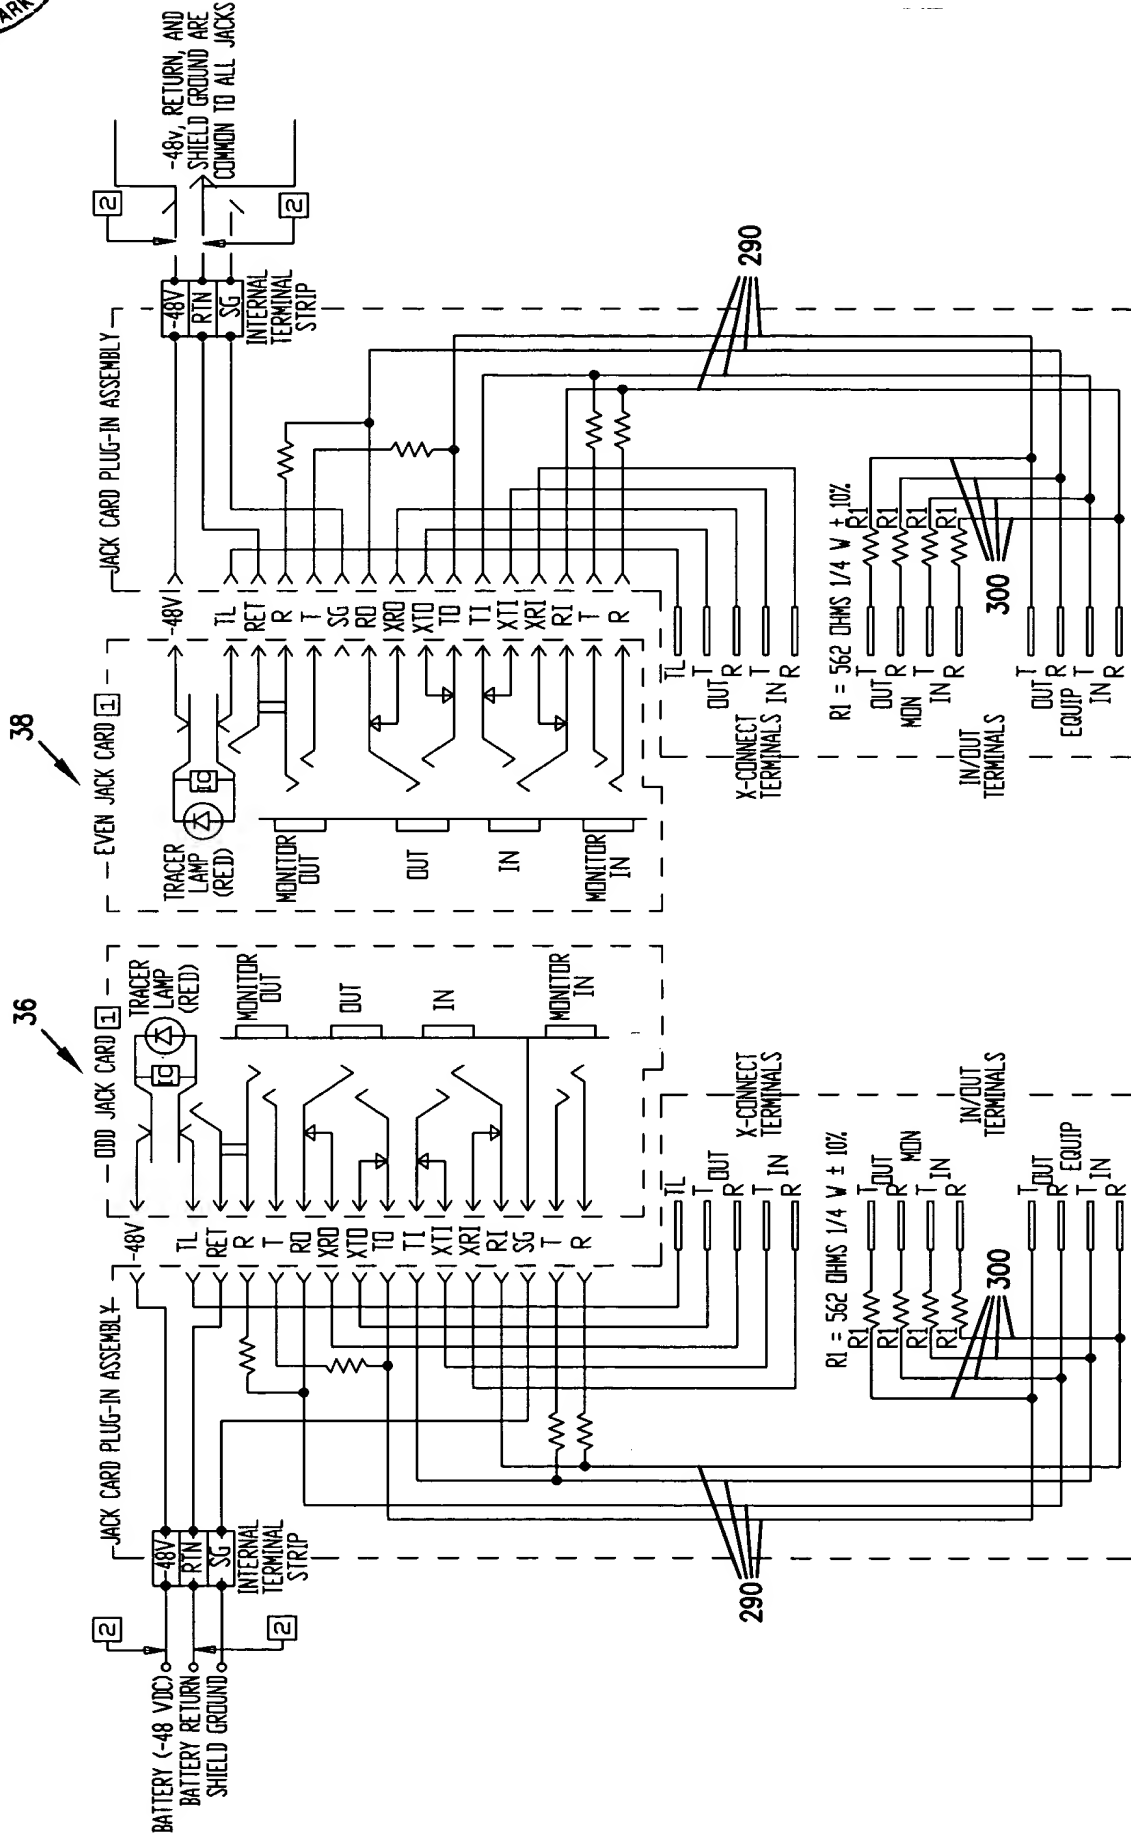 ARK
BATTERY (-48 VDC)
BATTERY RETURN
SHIELD GROUND
2
2
-48V
RTN
SG
INTERNAL
TERMINAL
STRIP
JACK CARD PLUG-IN ASSEMBLY
-48V
TL
RET
R
T
RO
XRO
XTO
TO
TI
XTI
XRI
RI
SG
T
R
36
ODD JACK CARD 1
TRACER
LAMP
(RED)
IC
MONITOR
OUT
OUT
IN
MONITOR
IN
290
R1 = 562 OHMS 1/4 W ± 10%
R1
R1
R1
R1
300
TL
T
OUT
R
T
IN
R
X-CONNECT
TERMINALS
T
OUT
R
MON
T
IN
R
IN/OUT
TERMINALS
T
OUT
R
EQUIP
T
IN
R
38
EVEN JACK CARD 1
TRACER
LAMP
(RED)
IC
MONITOR
OUT
OUT
IN
MONITOR
IN
-48V
TL
RET
R
T
SG
RO
XRO
XTO
TO
TI
XTI
XRI
RI
T
R
JACK CARD PLUG-IN ASSEMBLY
-48V
RTN
SG
INTERNAL
TERMINAL
STRIP
2
2
-48v, RETURN, AND
SHIELD GROUND ARE
COMMON TO ALL JACKS
X-CONNECT
TERMINALS
TL
T
OUT
R
T
IN
R
IN/OUT
TERMINALS
T
OUT
R
MON
T
IN
R
T
OUT
R
EQUIP
T
IN
R
R1 = 562 OHMS 1/4 W ± 10%
R1
R1
R1
R1
300
290